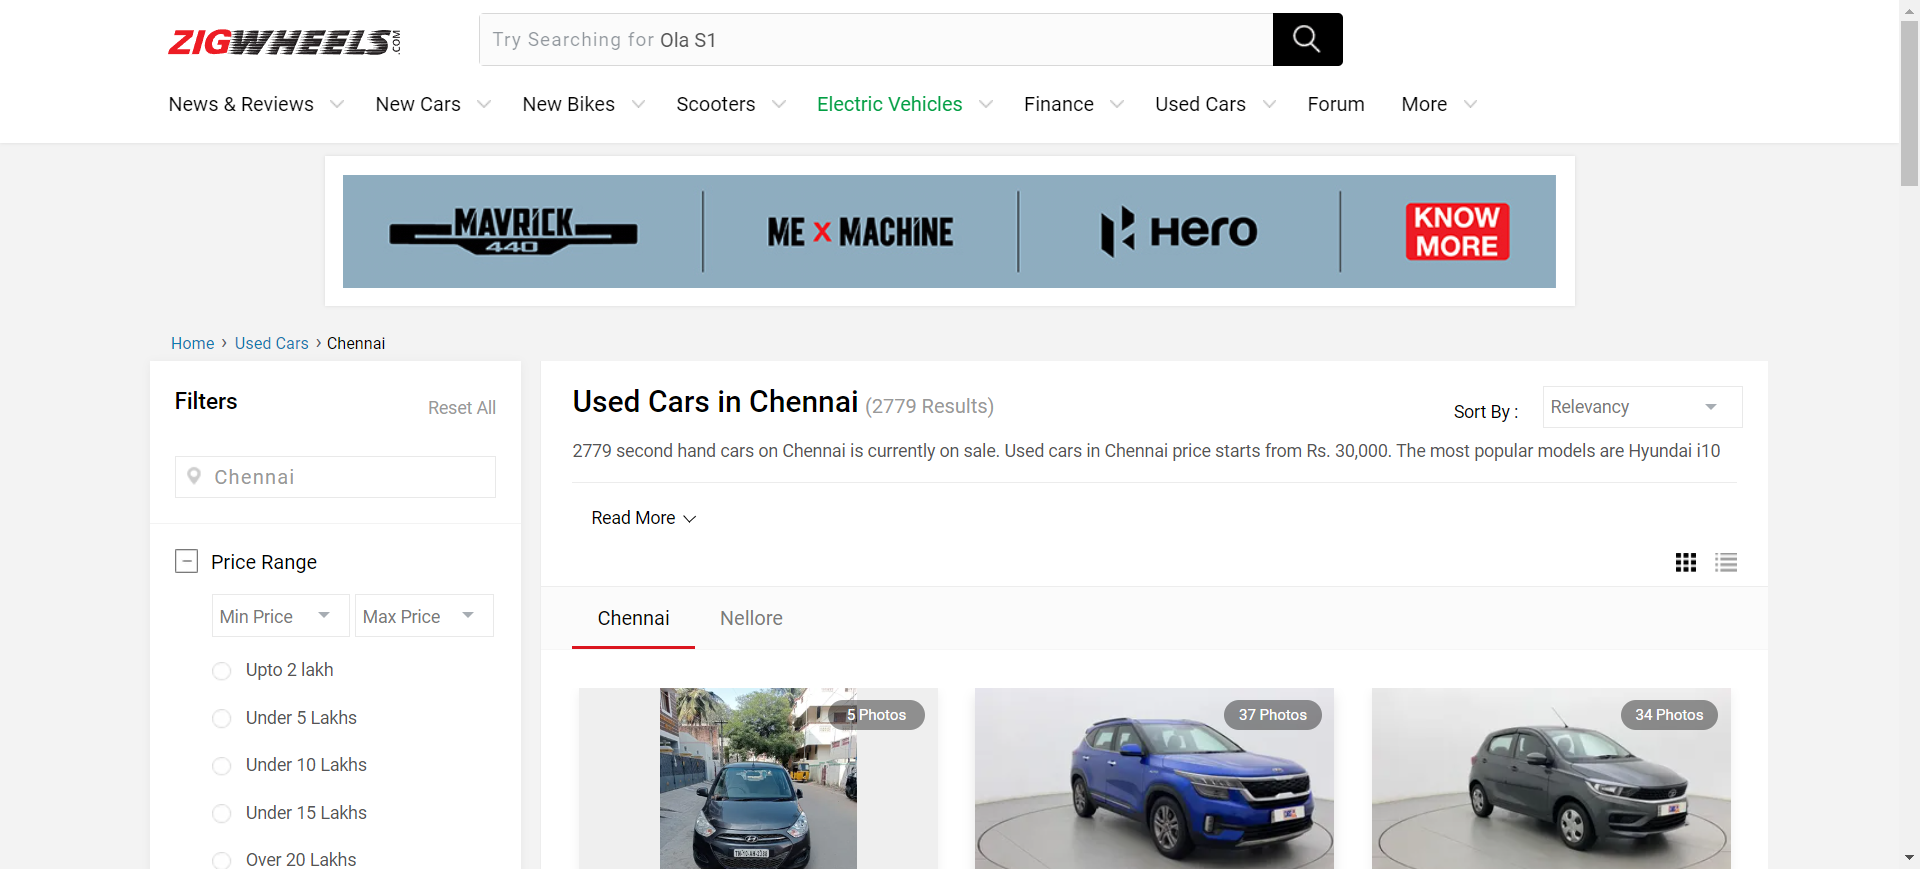 ZIGWHEELS.COM
Try Searching for Ola S1
News & Reviews New Cars New Bikes Scooters Electric Vehicles Finance Used Cars Forum More
MAVRICK 440
ME X MACHINE
Hero
KNOW MORE
Home › Used Cars › Chennai
Filters
Reset All
Chennai
Price Range
Min Price Max Price
Upto 2 lakh
Under 5 Lakhs
Under 10 Lakhs
Under 15 Lakhs
Over 20 Lakhs
Used Cars in Chennai (2779 Results)
Sort By : Relevancy
2779 second hand cars on Chennai is currently on sale. Used cars in Chennai price starts from Rs. 30,000. The most popular models are Hyundai i10
Read More
Chennai Nellore
5 Photos
37 Photos
34 Photos